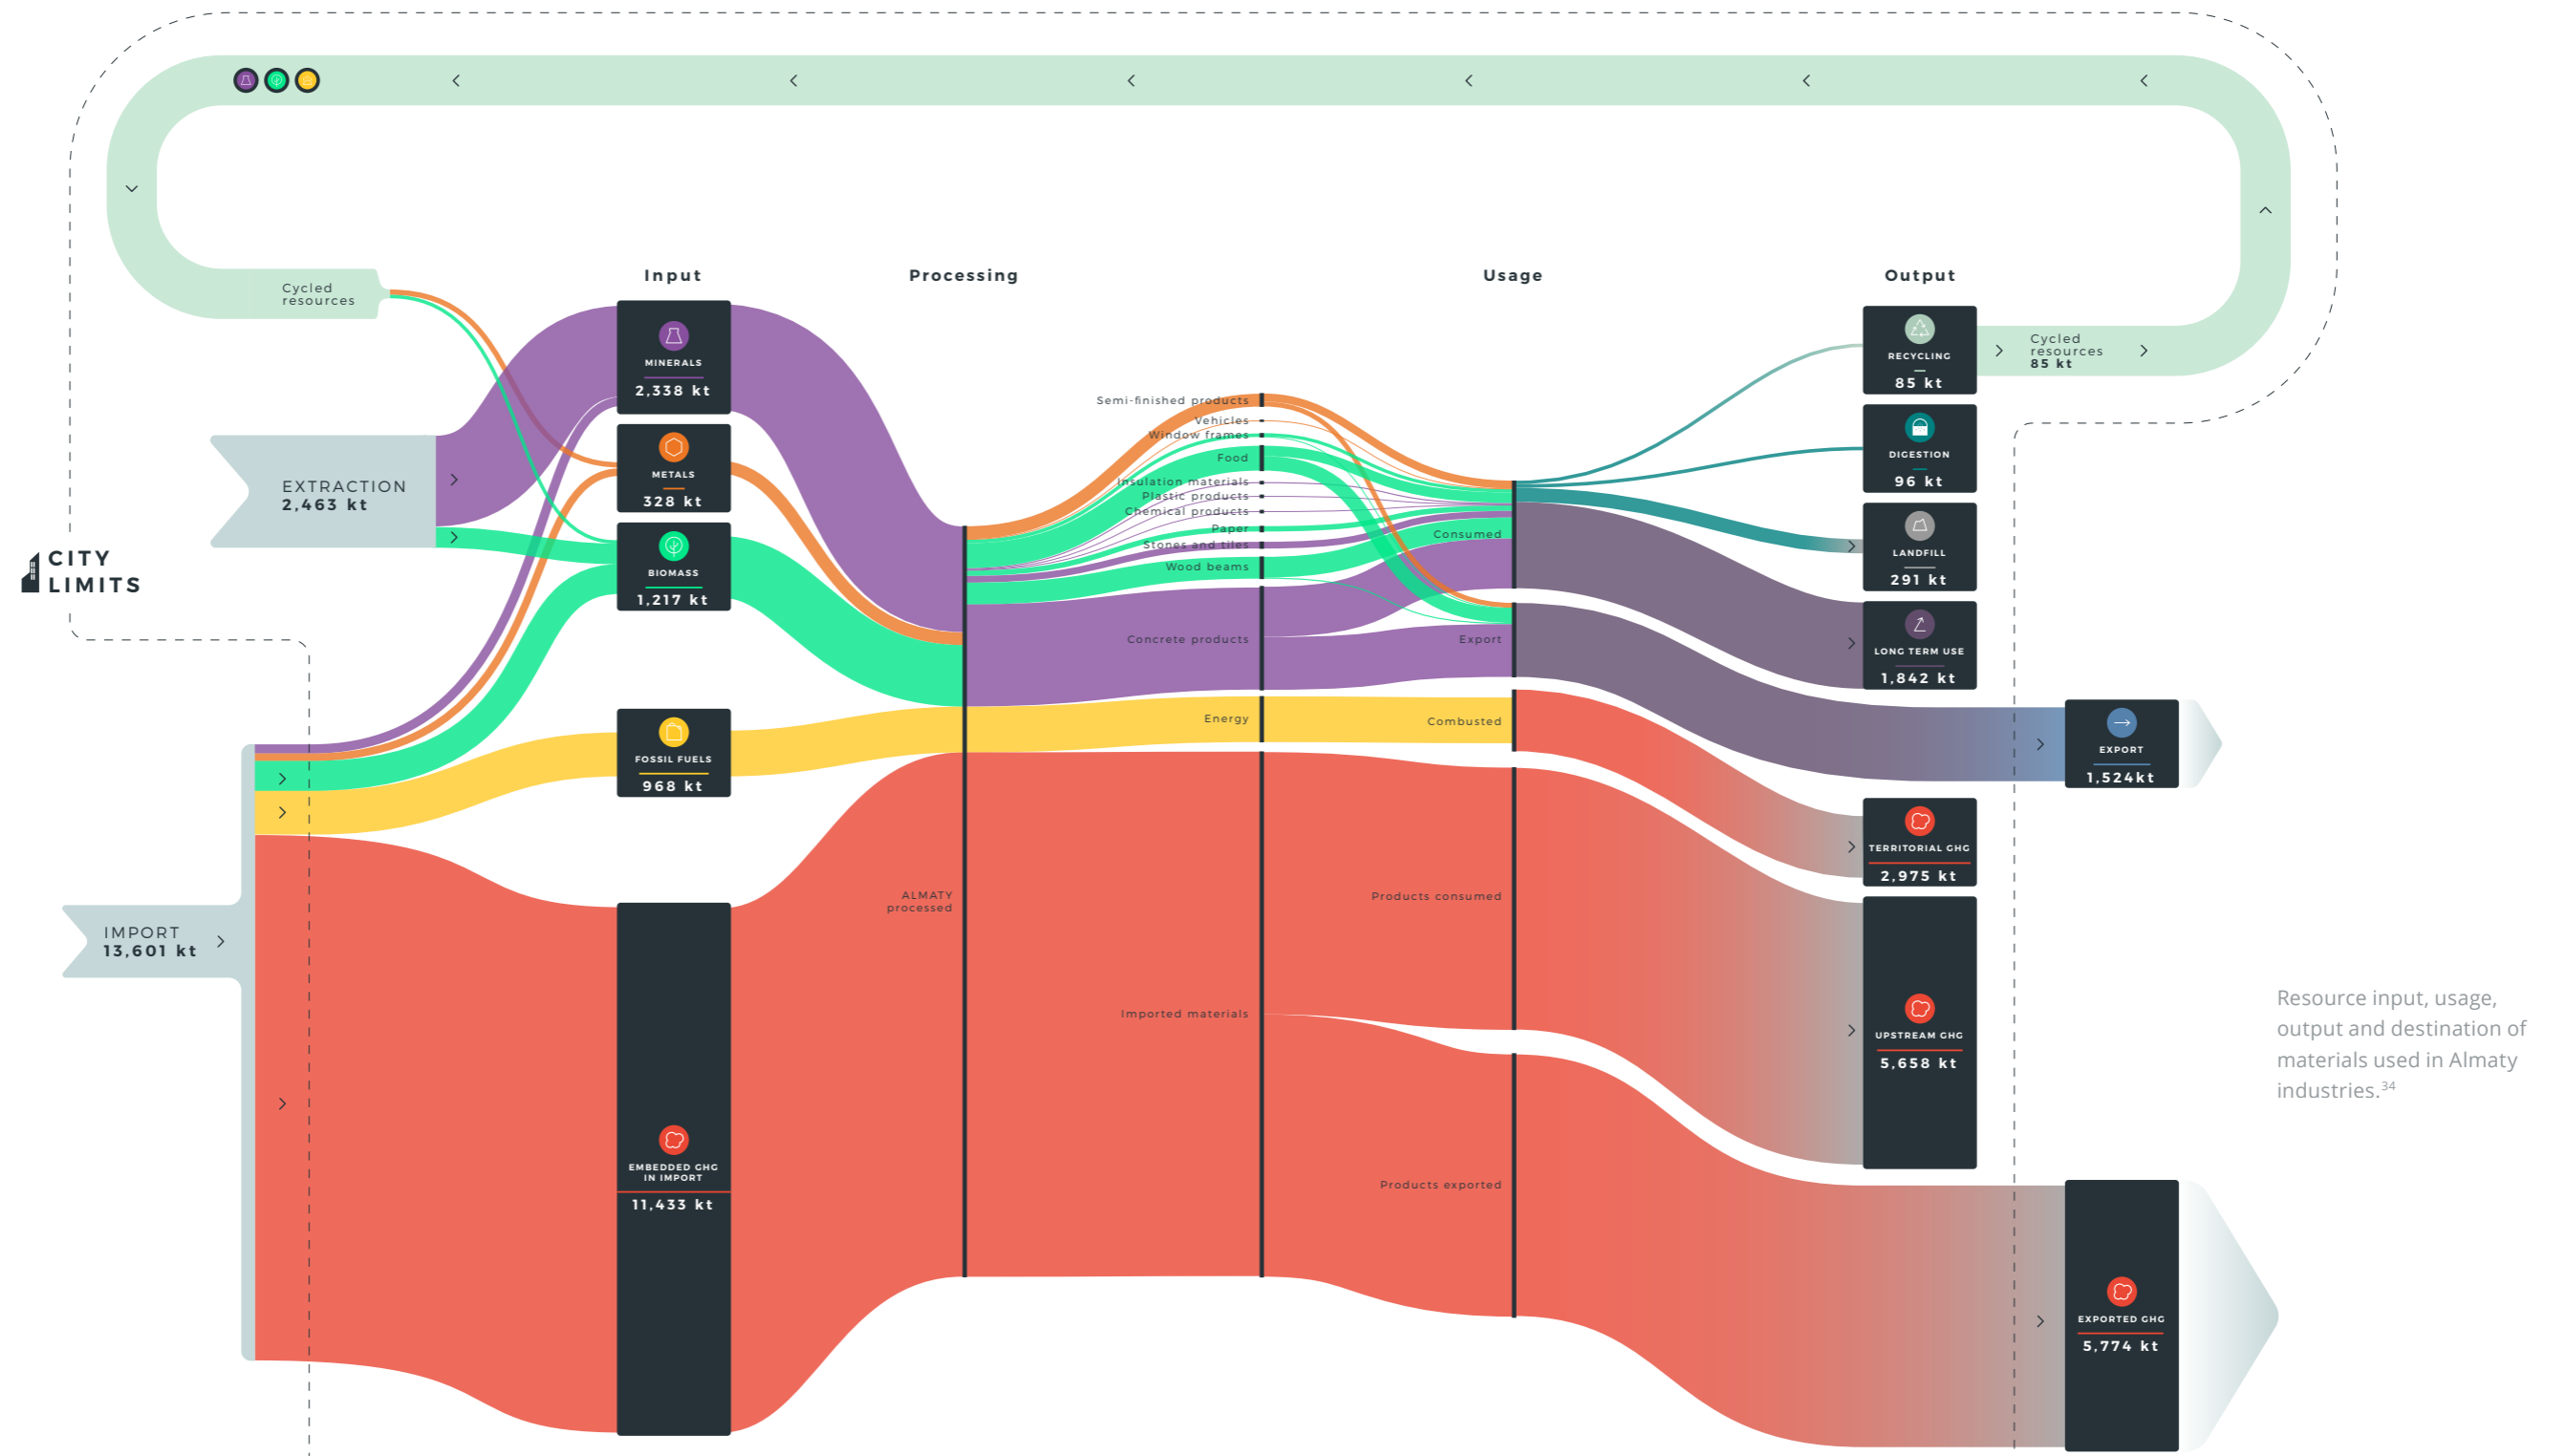 Input
Processing
Usage
Output
Cycled
resources
EXTRACTION
2,463 kt
CITY
LIMITS
IMPORT
13,601 kt
MINERALS
2,338 kt
METALS
328 kt
BIOMASS
1,217 kt
FOSSIL FUELS
968 kt
EMBEDDED GHG
IN IMPORT
11,433 kt
ALMATY
processed
Semi-finished products
Vehicles
Window frames
Food
Insulation materials
Plastic products
Chemical products
Paper
Stones and tiles
Wood beams
Concrete products
Energy
Imported materials
Consumed
Export
Combusted
Products consumed
Products exported
RECYCLING
85 kt
DIGESTION
96 kt
LANDFILL
291 kt
LONG TERM USE
1,842 kt
TERRITORIAL GHG
2,975 kt
UPSTREAM GHG
5,658 kt
Cycled
resources
85 kt
EXPORT
1,524kt
EXPORTED GHG
5,774 kt
Resource input, usage,
output and destination of
materials used in Almaty
industries.34